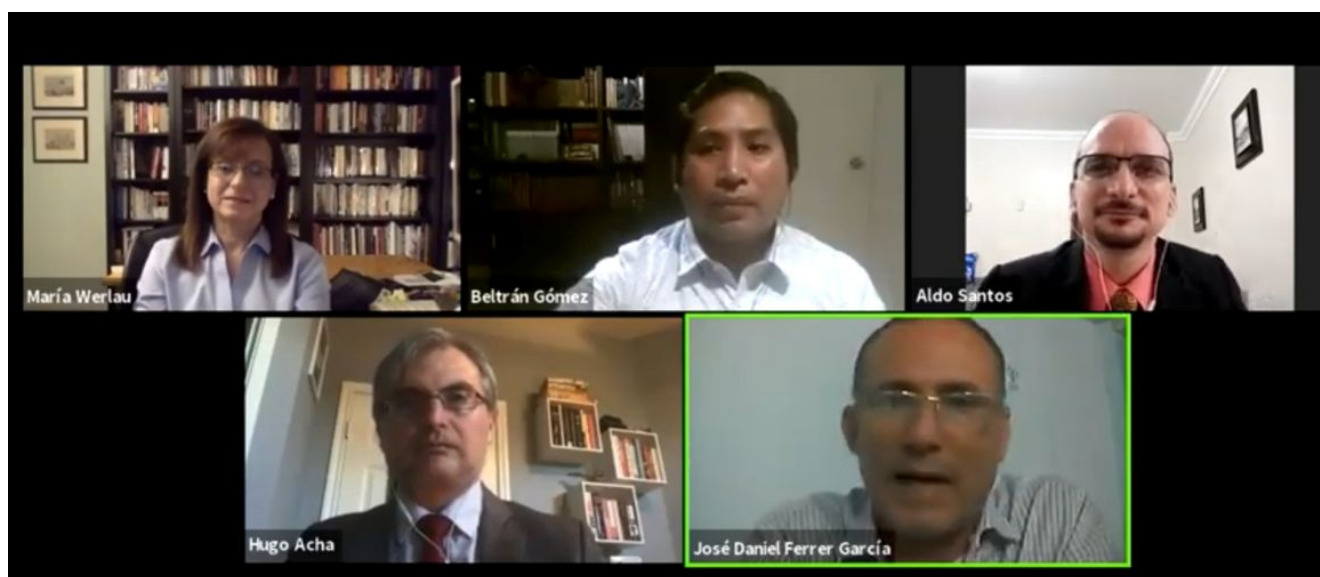 María Werlau
Beltrán Gómez
Aldo Santos
Hugo Acha
José Daniel Ferrer García